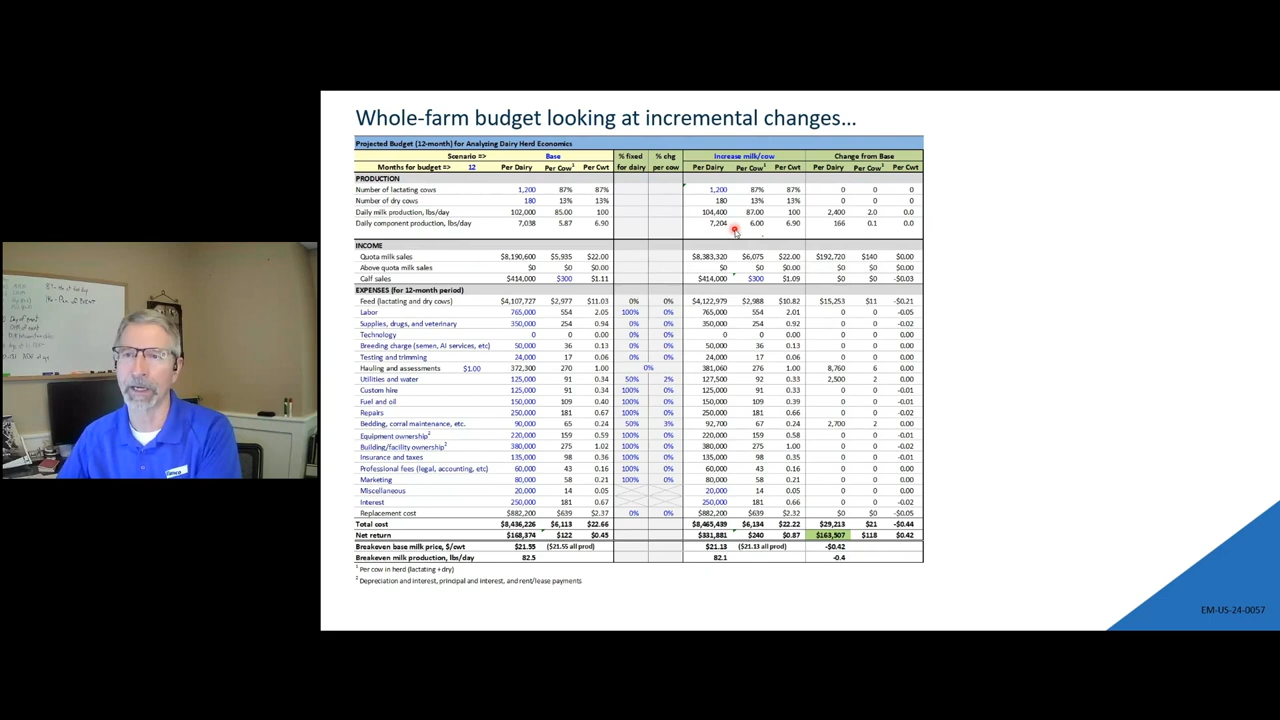 Whole-farm budget looking at incremental changes...
Projected Budget (12-month) for Analyzing Dairy Herd Economics
Scenario => Base % fixed % chg Increase milk/cow Change from Base
Months for budget => 12 Per Dairy Per Cow1 Per Cwt for dairy per cow Per Dairy Per Cow1 Per Cwt Per Dairy Per Cow1 Per Cwt
PRODUCTION
Number of lactating cows 1,200 87% 87% 1,200 87% 87% 0 0 0
Number of dry cows 180 13% 13% 180 13% 13% 0 0 0
Daily milk production, lbs/day 102,000 85.00 100 104,400 87.00 100 2,400 2.0 0.0
Daily component production, lbs/day 7,038 5.87 6.90 7,204 6.00 6.90 166 0.1 0.0
INCOME
Quota milk sales $8,190,600 $5,935 $22.00 $8,383,320 $6,075 $22.00 $192,720 $140 $0.00
Above quota milk sales $0 $0 $0.00 $0 $0 $0.00 $0 $0 $0.00
Calf sales $414,000 $300 $1.11 $414,000 $300 $1.09 $0 $0 -$0.03
EXPENSES (for 12-month period)
Feed (lactating and dry cows) $4,107,727 $2,977 $11.03 0% 0% $4,122,979 $2,988 $10.82 $15,253 $11 -$0.21
Labor 765,000 554 2.05 100% 0% 765,000 554 2.01 0 0 -0.05
Supplies, drugs, and veterinary 350,000 254 0.94 0% 0% 350,000 254 0.92 0 0 -0.02
Technology 0 0 0.00 0% 0% 0 0 0.00 0 0 0.00
Breeding charge (semen, AI services, etc) 50,000 36 0.13 0% 0% 50,000 36 0.13 0 0 0.00
Testing and trimming 24,000 17 0.06 0% 0% 24,000 17 0.06 0 0 0.00
Hauling and assessments $1.00 372,300 270 1.00 0% 381,060 276 1.00 8,760 6 0.00
Utilities and water 125,000 91 0.34 50% 2% 127,500 92 0.33 2,500 2 0.00
Custom hire 125,000 91 0.34 100% 0% 125,000 91 0.33 0 0 -0.01
Fuel and oil 150,000 109 0.40 100% 0% 150,000 109 0.39 0 0 -0.01
Repairs 250,000 181 0.67 100% 0% 250,000 181 0.66 0 0 -0.02
Bedding, corral maintenance, etc. 90,000 65 0.24 50% 3% 92,700 67 0.24 2,700 2 0.00
Equipment ownership2 220,000 159 0.59 100% 0% 220,000 159 0.58 0 0 -0.01
Building/facility ownership2 380,000 275 1.02 100% 0% 380,000 275 1.00 0 0 -0.02
Insurance and taxes 135,000 98 0.36 100% 0% 135,000 98 0.35 0 0 -0.01
Professional fees (legal, accounting, etc) 60,000 43 0.16 100% 0% 60,000 43 0.16 0 0 0.00
Marketing 80,000 58 0.21 100% 0% 80,000 58 0.21 0 0 0.00
Miscellaneous 20,000 14 0.05 20,000 14 0.05 0 0 0.00
Interest 250,000 181 0.67 250,000 181 0.66 0 0 -0.02
Replacement cost $882,200 $639 $2.37 0% 0% $882,200 $639 $2.32 $0 $0 -$0.05
Total cost $8,436,226 $6,113 $22.66 $8,465,439 $6,134 $22.22 $29,213 $21 -$0.44
Net return $168,374 $122 $0.45 $331,881 $240 $0.87 $163,507 $118 $0.42
Breakeven base milk price, $/cwt $21.55 ($21.55 all prod) $21.13 ($21.13 all prod) -$0.42
Breakeven milk production, lbs/day 82.5 82.1 -0.4
1 Per cow in herd (lactating + dry)
2 Depreciation and interest, principal and interest, and rent/lease payments
EM-US-24-0057